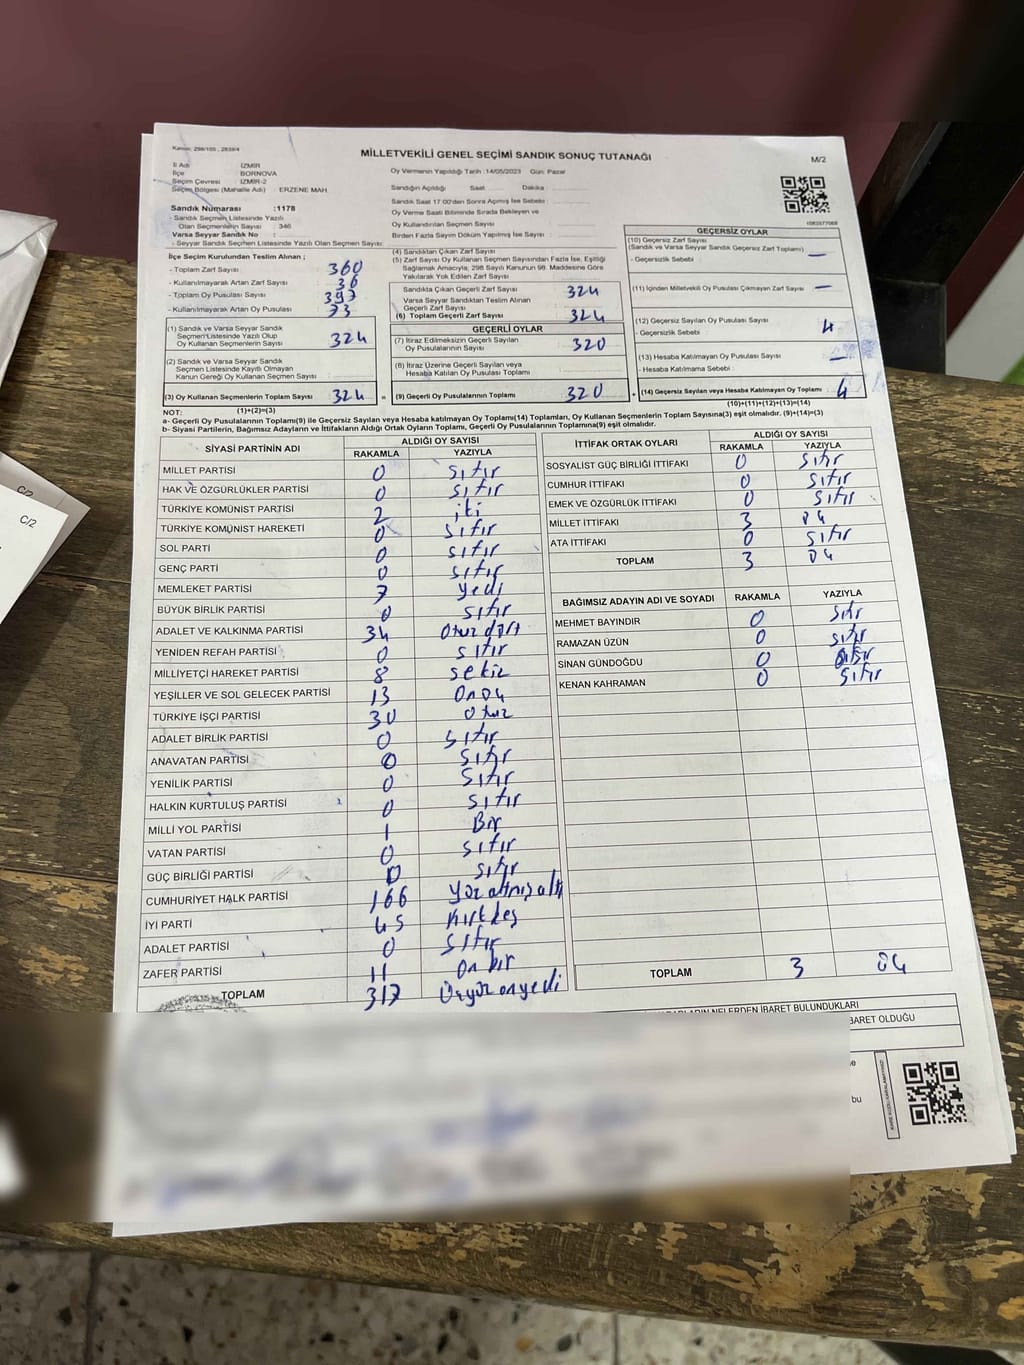 Kanun: 298/105 , 2839/4
MİLLETVEKİLİ GENEL SEÇİMİ SANDIK SONUÇ TUTANAĞI
M/2
İl Adı : İZMİR
İlçe : BORNOVA
Seçim Çevresi : İZMİR-2
Seçim Bölgesi (Mahalle Adı) : ERZENE MAH.
Oy Vermenin Yapıldığı Tarih :14/05/2023 Gün: Pazar
Sandığın Açıldığı Saat Dakika :
Sandık Saat 17:00'den Sonra Açmış İse Sebebi :
Oy Verme Saati Bitiminde Sırada Bekleyen ve
Oy Kullandırılan Seçmen Sayısı
Birden Fazla Sayım Döküm Yapılmış İse Sayısı :
Sandık Numarası :1178
- Sandık Seçmen Listesinde Yazılı
Olan Seçmenlerin Sayısı : 346
Varsa Seyyar Sandık No :
- Seyyar Sandık Seçmen Listesinde Yazılı Olan Seçmen Sayısı:
İlçe Seçim Kurulundan Teslim Alınan ;
- Toplam Zarf Sayısı : 360
- Kullanılmayarak Artan Zarf Sayısı : 36
- Toplam Oy Pusulası Sayısı : 397
- Kullanılmayarak Artan Oy Pusulası : 73
(1) Sandık ve Varsa Seyyar Sandık
Seçmen Listesinde Yazılı Olup
Oy Kullanan Seçmenlerin Sayısı : 324
(2) Sandık ve Varsa Seyyar Sandık
Seçmen Listesinde Kayıtlı Olmayan
Kanun Gereği Oy Kullanan Seçmen Sayısı :
(3) Oy Kullanan Seçmenlerin Toplam Sayısı : 324
(1)+(2)=(3)
(4) Sandıktan Çıkan Zarf Sayısı
(5) Zarf Sayısı Oy Kullanan Seçmen Sayısından Fazla İse, Eşitliği
Sağlamak Amacıyla, 298 Sayılı Kanunun 98. Maddesine Göre
Yakılarak Yok Edilen Zarf Sayısı
Sandıkta Çıkan Geçerli Zarf Sayısı : 324
Varsa Seyyar Sandıktan Teslim Alınan
Geçerli Zarf Sayısı
(6) Toplam Geçerli Zarf Sayısı : 324
GEÇERLİ OYLAR
(7) İtiraz Edilmeksizin Geçerli Sayılan
Oy Pusulalarının Sayısı : 320
(8) İtiraz Üzerine Geçerli Sayılan veya
Hesaba Katılan Oy Pusulası Toplamı :
= (9) Geçerli Oy Pusulalarının Toplamı : 320
GEÇERSİZ OYLAR
(10) Geçersiz Zarf Sayısı
(Sandık ve Varsa Seyyar Sandık Geçersiz Zarf Toplamı) : —
- Geçersizlik Sebebi :
(11) İçinden Milletvekili Oy Pusulası Çıkmayan Zarf Sayısı : —
(12) Geçersiz Sayılan Oy Pusulası Sayısı : 4
- Geçersizlik Sebebi :
(13) Hesaba Katılmayan Oy Pusulası Sayısı : —
- Hesaba Katılmama Sebebi :
+ (14) Geçersiz Sayılan veya Hesaba Katılmayan Oy Toplamı : 4
(10)+(11)+(12)+(13)=(14)
NOT:
a- Geçerli Oy Pusulalarının Toplamı(9) ile Geçersiz Sayılan veya Hesaba katılmayan Oy Toplamı(14) Toplamları, Oy Kullanan Seçmenlerin Toplam Sayısına(3) eşit olmalıdır. (9)+(14)=(3)
b- Siyasi Partilerin, Bağımsız Adayların ve İttifakların Aldığı Ortak Oyların Toplamı, Geçerli Oy Pusulalarının Toplamına(9) eşit olmalıdır.
SİYASİ PARTİNİN ADI ALDIĞI OY SAYISI
RAKAMLA YAZIYLA
MİLLET PARTİSİ 0 sıfır
HAK VE ÖZGÜRLÜKLER PARTİSİ 0 sıfır
TÜRKİYE KOMÜNİST PARTİSİ 2 iki
TÜRKİYE KOMÜNİST HAREKETİ 0 sıfır
SOL PARTİ 0 sıfır
GENÇ PARTİ 0 sıfır
MEMLEKET PARTİSİ 7 yedi
BÜYÜK BİRLİK PARTİSİ 0 sıfır
ADALET VE KALKINMA PARTİSİ 34 Otuz dört
YENİDEN REFAH PARTİSİ 0 sıfır
MİLLİYETÇİ HAREKET PARTİSİ 8 sekiz
YEŞİLLER VE SOL GELECEK PARTİSİ 13 Onüç
TÜRKİYE İŞÇİ PARTİSİ 30 Otuz
ADALET BİRLİK PARTİSİ 0 sıfır
ANAVATAN PARTİSİ 0 sıfır
YENİLİK PARTİSİ 0 sıfır
HALKIN KURTULUŞ PARTİSİ 0 sıfır
MİLLİ YOL PARTİSİ 1 Bir
VATAN PARTİSİ 0 sıfır
GÜÇ BİRLİĞİ PARTİSİ 0 sıfır
CUMHURİYET HALK PARTİSİ 166 Yüz altmış altı
İYİ PARTİ 45 Kırk beş
ADALET PARTİSİ 0 sıfır
ZAFER PARTİSİ 11 On bir
TOPLAM 317 Üçyüz onyedi
İTTİFAK ORTAK OYLARI ALDIĞI OY SAYISI
RAKAMLA YAZIYLA
SOSYALİST GÜÇ BİRLİĞİ İTTİFAKI 0 sıfır
CUMHUR İTTİFAKI 0 sıfır
EMEK VE ÖZGÜRLÜK İTTİFAKI 0 sıfır
MİLLET İTTİFAKI 3 üç
ATA İTTİFAKI 0 sıfır
TOPLAM 3 üç
BAĞIMSIZ ADAYIN ADI VE SOYADI RAKAMLA YAZIYLA
MEHMET BAYINDIR 0 sıfır
RAMAZAN ÜZÜN 0 sıfır
SİNAN GÜNDOĞDU 0 sıfır
KENAN KAHRAMAN 0 sıfır
TOPLAM 3 üç
NELERDEN İBARET BULUNDUKLARI
BARET OLDUĞU
bu
C/2
C/2